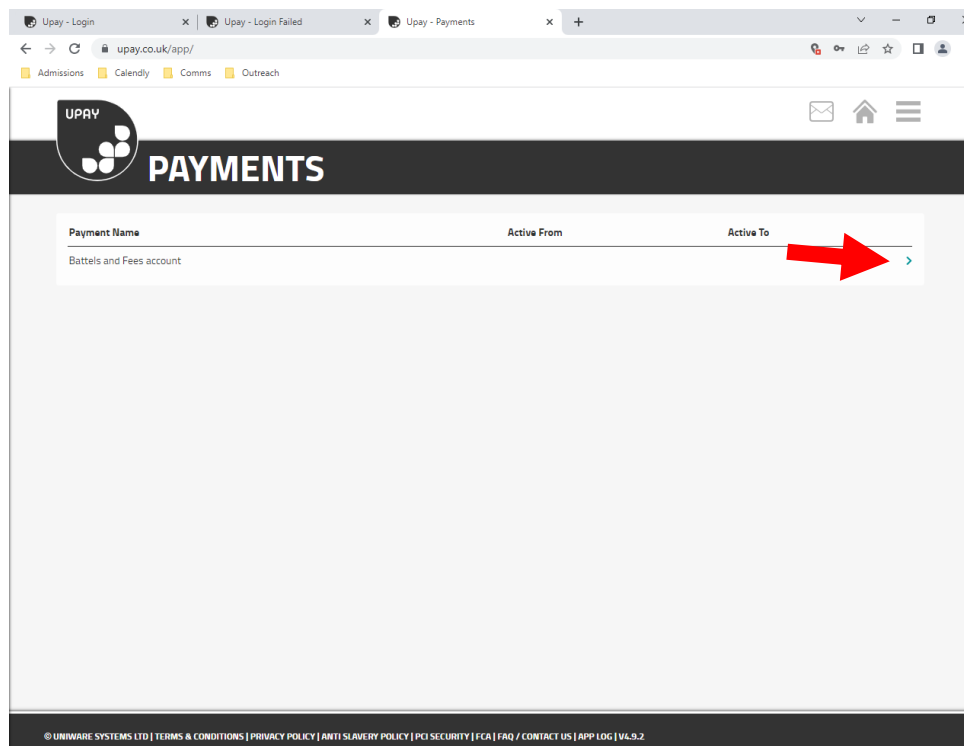 Upay - Login Upay - Login Failed Upay - Payments
upay.co.uk/app/
Admissions Calendly Comms Outreach
UPAY
PAYMENTS
Payment Name Active From Active To
Battels and Fees account
© UNIWARE SYSTEMS LTD | TERMS & CONDITIONS | PRIVACY POLICY | ANTI SLAVERY POLICY | PCI SECURITY | FCA | FAQ / CONTACT US | APP LOG | V4.9.2